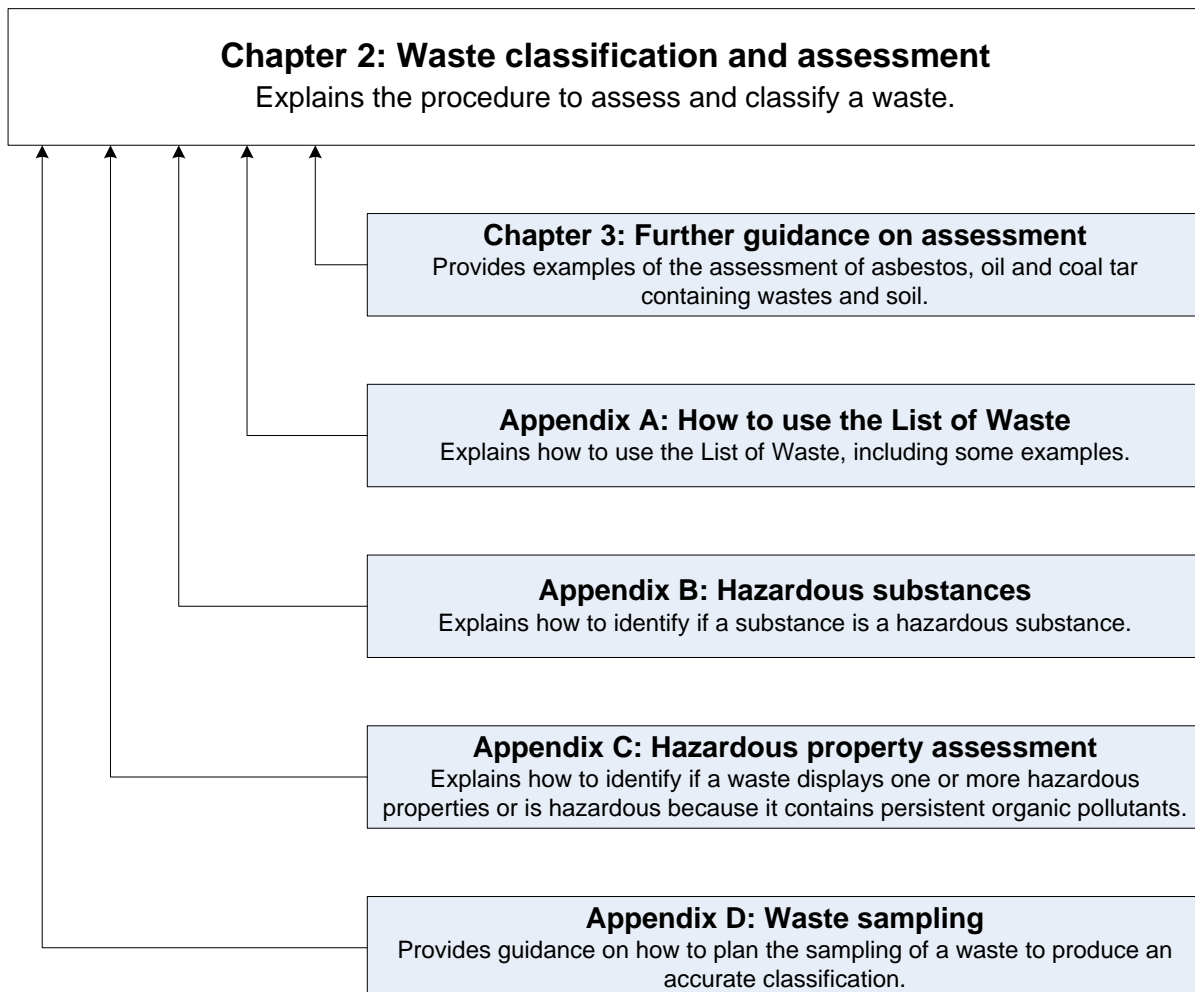 Chapter 2: Waste classification and assessment
Explains the procedure to assess and classify a waste.
Chapter 3: Further guidance on assessment
Provides examples of the assessment of asbestos, oil and coal tar
containing wastes and soil.
Appendix A: How to use the List of Waste
Explains how to use the List of Waste, including some examples.
Appendix B: Hazardous substances
Explains how to identify if a substance is a hazardous substance.
Appendix C: Hazardous property assessment
Explains how to identify if a waste displays one or more hazardous
properties or is hazardous because it contains persistent organic pollutants.
Appendix D: Waste sampling
Provides guidance on how to plan the sampling of a waste to produce an
accurate classification.